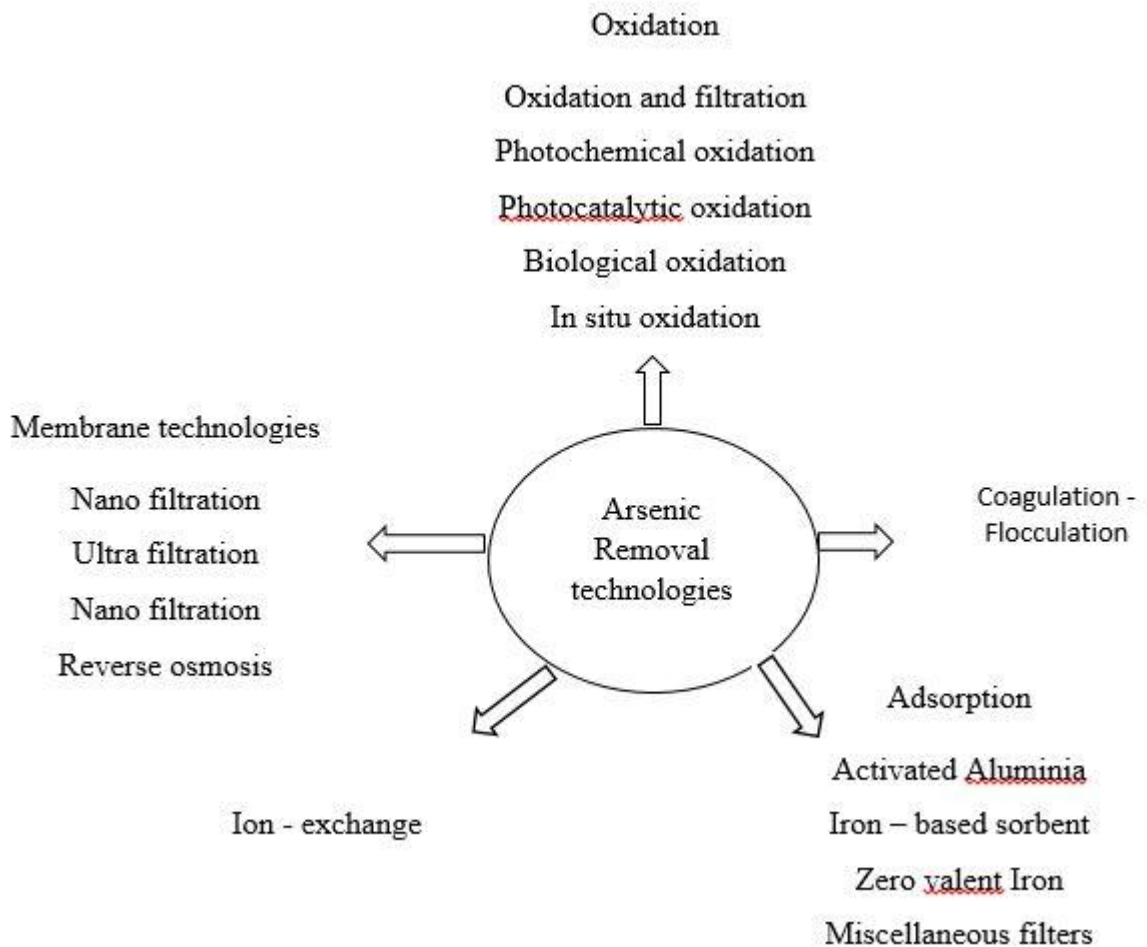 Oxidation
Oxidation and filtration
Photochemical oxidation
Photocatalytic oxidation
Biological oxidation
In situ oxidation
Membrane technologies
Nano filtration
Ultra filtration
Nano filtration
Reverse osmosis
Arsenic
Removal
technologies
Coagulation -
Flocculation
Adsorption
Activated Aluminia
Iron – based sorbent
Zero valent Iron
Miscellaneous filters
Ion - exchange